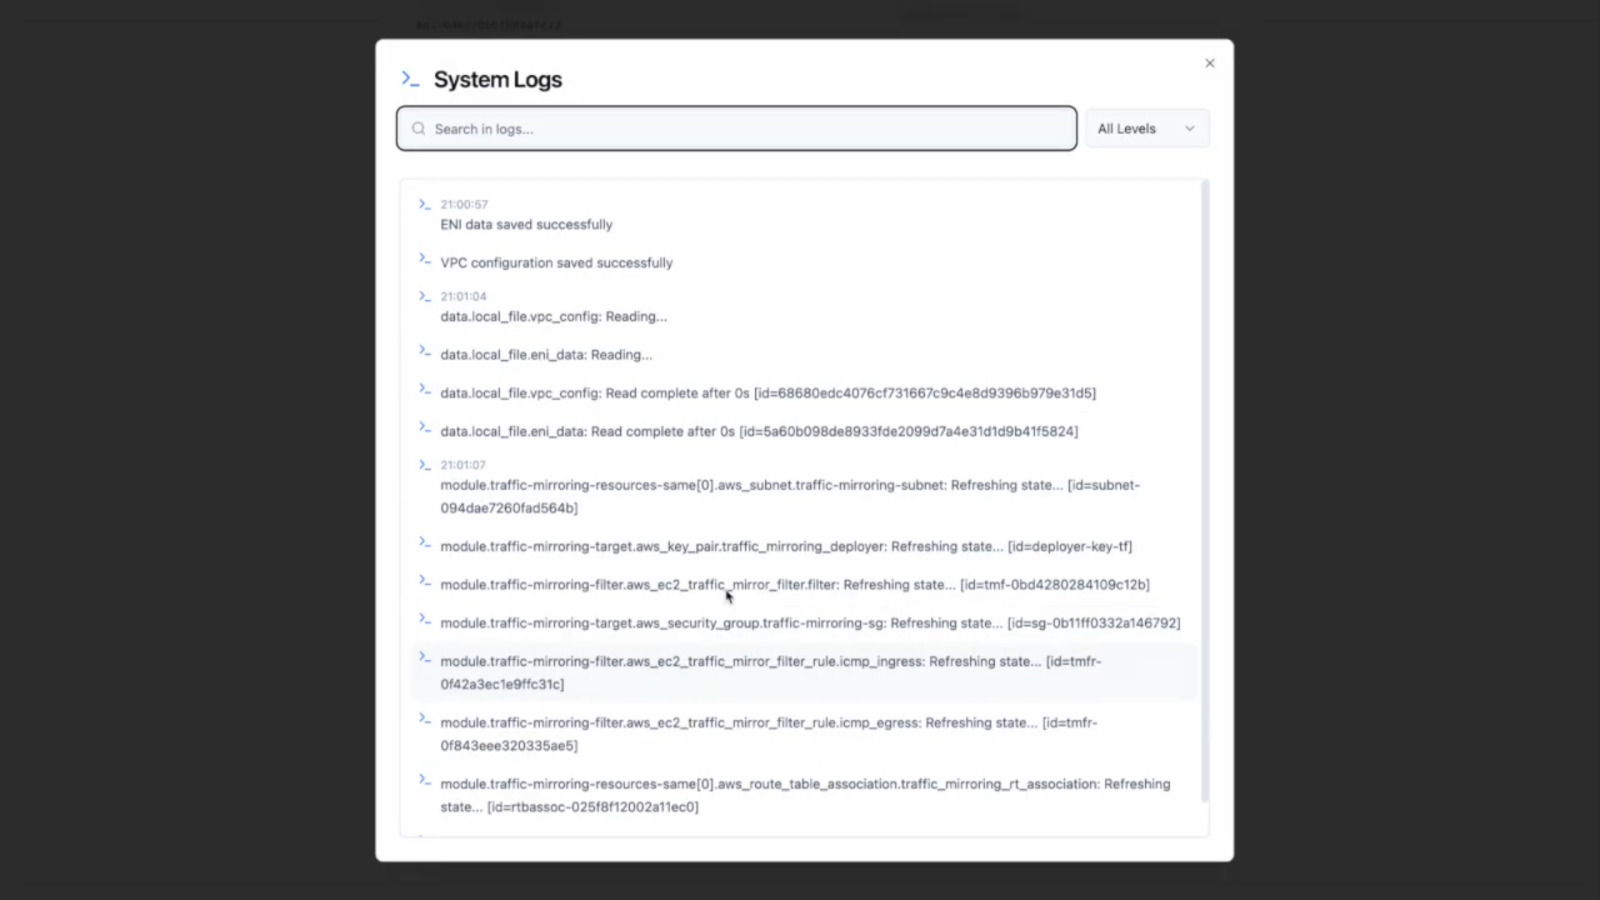 System Logs
Search in logs...
All Levels
21:00:57
ENI data saved successfully
VPC configuration saved successfully
21:01:04
data.local_file.vpc_config: Reading...
data.local_file.eni_data: Reading...
data.local_file.vpc_config: Read complete after 0s [id=68680edc4076cf731667c9c4e8d9396b979e31d5]
data.local_file.eni_data: Read complete after 0s [id=5a60b098de8933fde2099d7a4e31d1d9b41f5824]
21:01:07
module.traffic-mirroring-resources-same[0].aws_subnet.traffic-mirroring-subnet: Refreshing state... [id=subnet-
094dae7260fad564b]
module.traffic-mirroring-target.aws_key_pair.traffic_mirroring_deployer: Refreshing state... [id=deployer-key-tf]
module.traffic-mirroring-filter.aws_ec2_traffic_mirror_filter.filter: Refreshing state... [id=tmf-0bd4280284109c12b]
module.traffic-mirroring-target.aws_security_group.traffic-mirroring-sg: Refreshing state... [id=sg-0b11ff0332a146792]
module.traffic-mirroring-filter.aws_ec2_traffic_mirror_filter_rule.icmp_ingress: Refreshing state... [id=tmfr-
0f42a3ec1e9ffc31c]
module.traffic-mirroring-filter.aws_ec2_traffic_mirror_filter_rule.icmp_egress: Refreshing state... [id=tmfr-
0f843eee320335ae5]
module.traffic-mirroring-resources-same[0].aws_route_table_association.traffic_mirroring_rt_association: Refreshing
state... [id=rtbassoc-025f8f12002a11ec0]